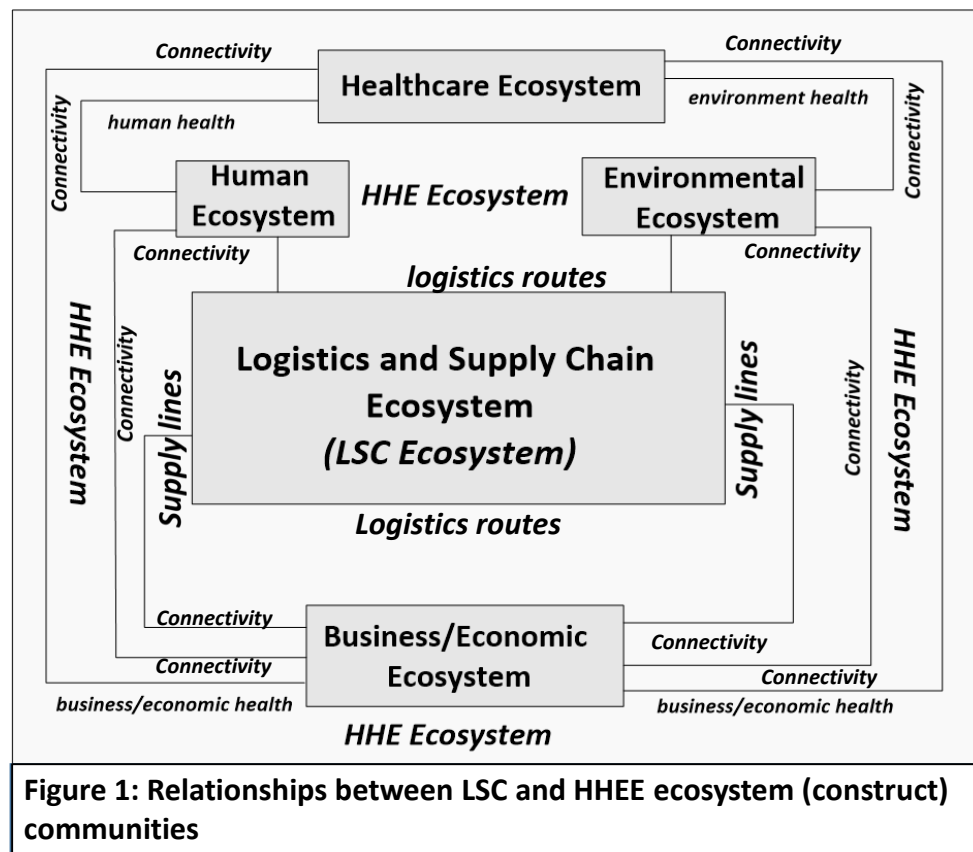 Connectivity
Connectivity
Healthcare Ecosystem
human health
environment health
Connectivity
Connectivity
Human
Ecosystem
HHE Ecosystem
Environmental
Ecosystem
Connectivity
Connectivity
logistics routes
HHE Ecosystem
Connectivity
Supply lines
Logistics and Supply Chain
Ecosystem
(LSC Ecosystem)
Supply lines
Connectivity
HHE Ecosystem
Logistics routes
Connectivity
Business/Economic
Ecosystem
Connectivity
Connectivity
Connectivity
business/economic health
business/economic health
HHE Ecosystem
Figure 1: Relationships between LSC and HHEE ecosystem (construct)
communities